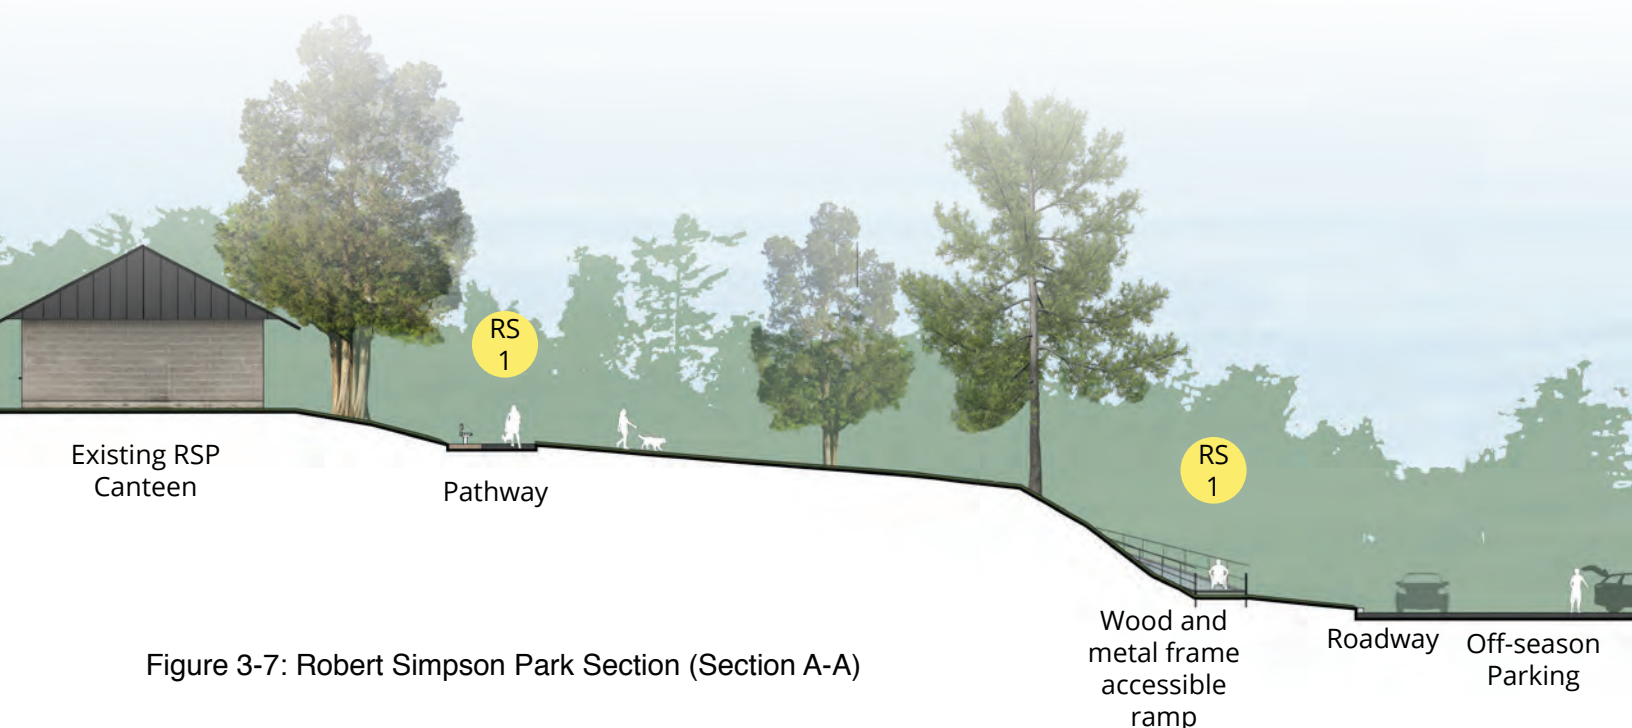 RS
1
Existing RSP
Canteen
Pathway
RS
1
Wood and
metal frame
accessible
ramp
Roadway
Off-season
Parking
Figure 3-7: Robert Simpson Park Section (Section A-A)